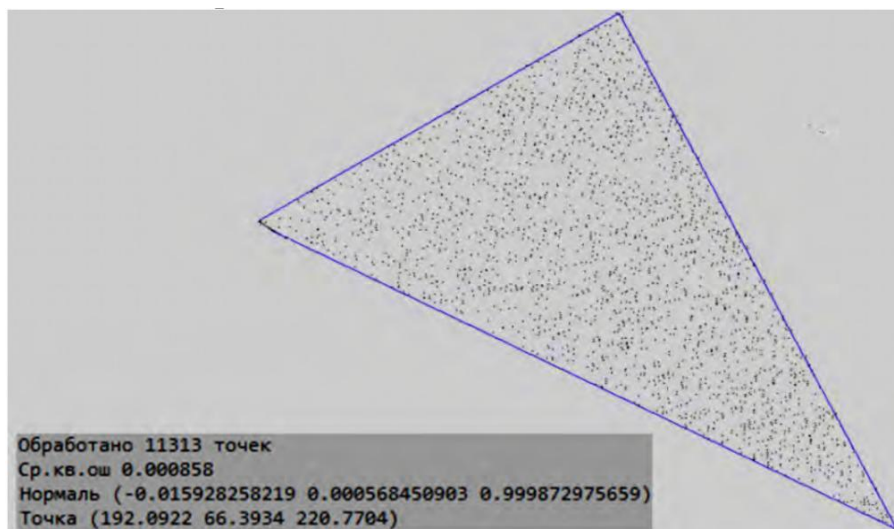 Обработано 11313 точек
Ср.кв.ош 0.000858
Нормаль (-0.015928258219 0.000568450903 0.999872975659)
Точка (192.0922 66.3934 220.7704)